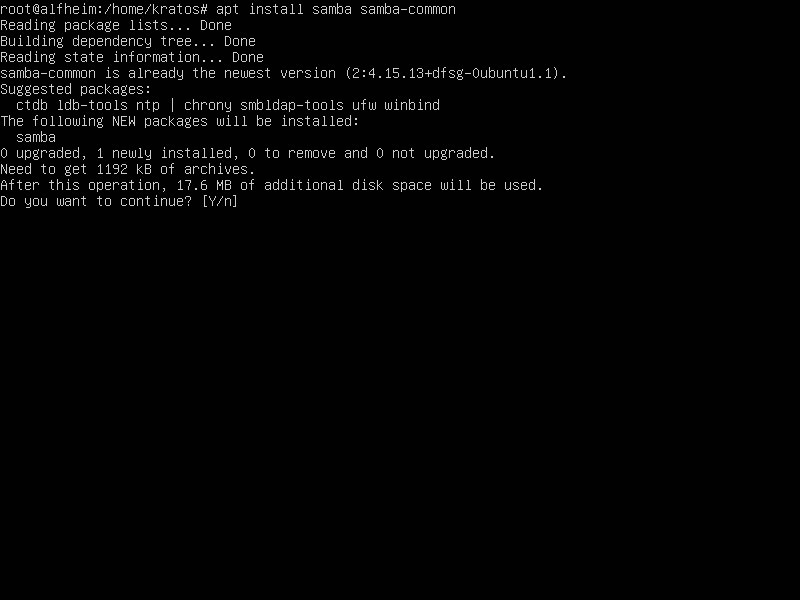 root@alfheim:/home/kratos# apt install samba samba-common
Reading package lists... Done
Building dependency tree... Done
Reading state information... Done
samba-common is already the newest version (2:4.15.13+dfsg-0ubuntu1.1).
Suggested packages:
  ctdb ldb-tools ntp | chrony smbldap-tools ufw winbind
The following NEW packages will be installed:
  samba
0 upgraded, 1 newly installed, 0 to remove and 0 not upgraded.
Need to get 1192 kB of archives.
After this operation, 17.6 MB of additional disk space will be used.
Do you want to continue? [Y/n]